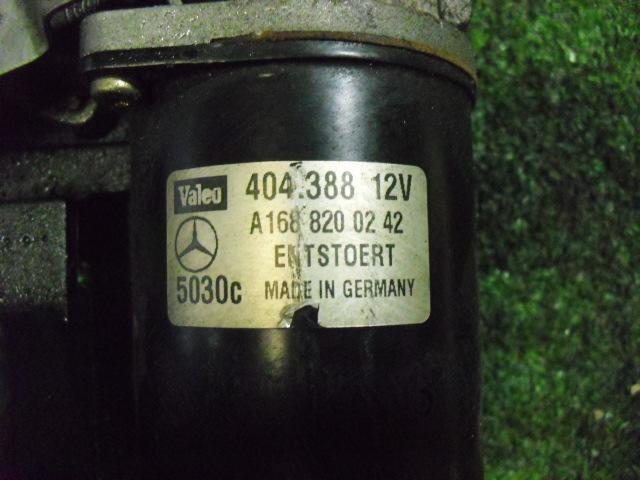 Valeo 404.388 12V
A168 820 02 42
ENTSTOERT
5030c MADE IN GERMANY